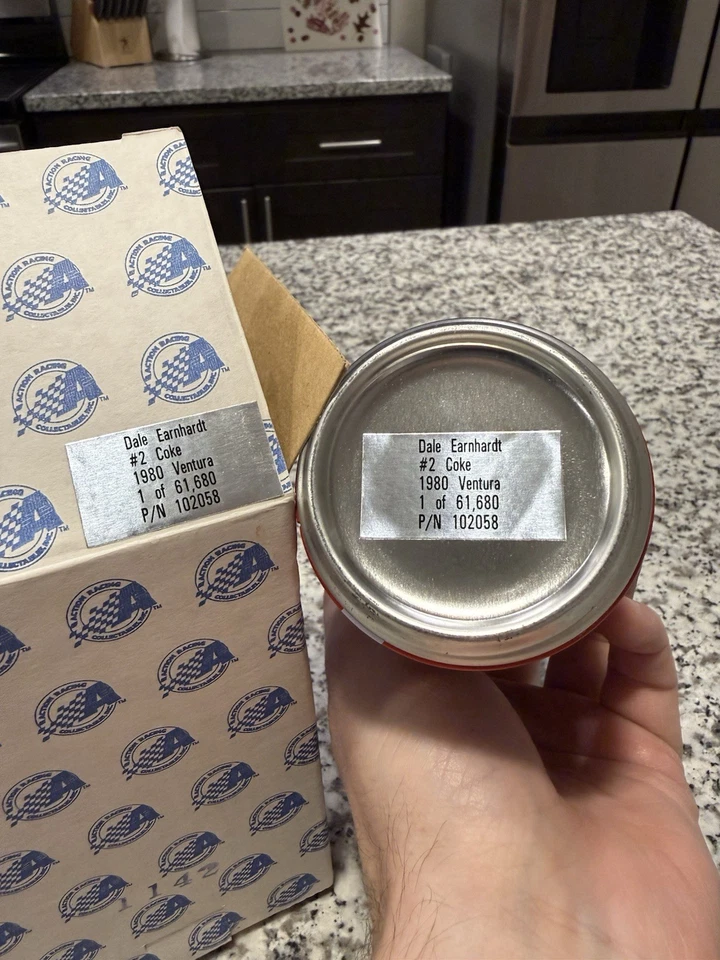 ACTION RACING
COLLECTABLES, INC.
TM
Dale Earnhardt
#2 Coke
1980 Ventura
1 of 61,680
P/N 102058
Dale Earnhardt
#2 Coke
1980 Ventura
1 of 61,680
P/N 102058
1142